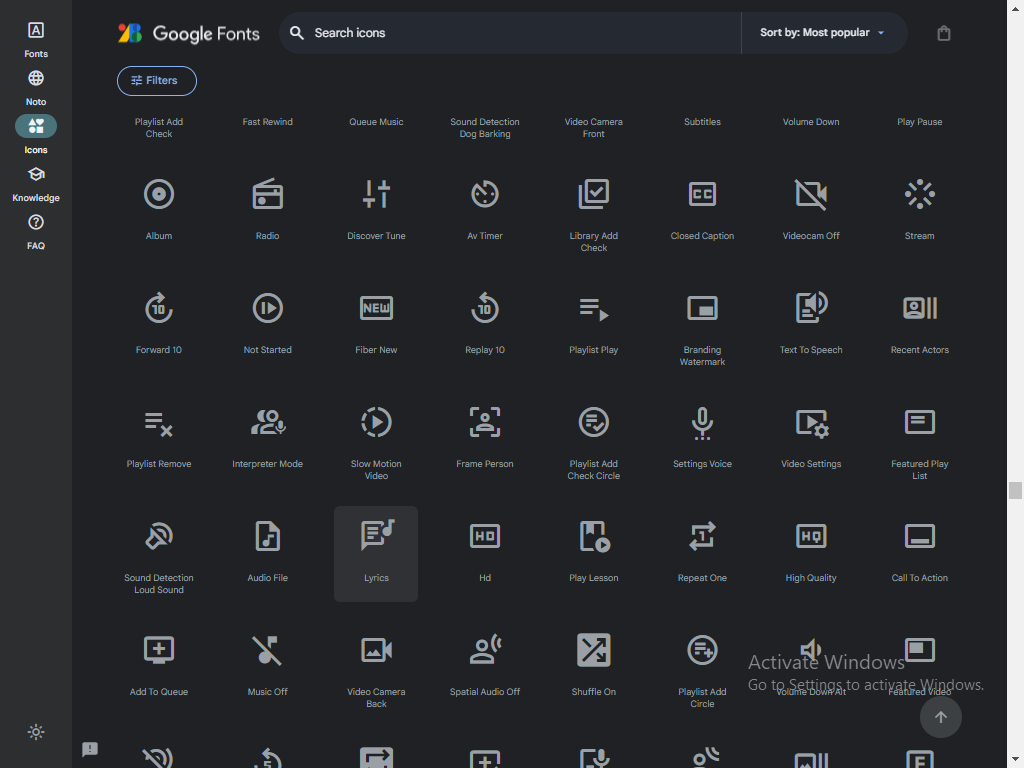 Google Fonts
Search icons
Sort by: Most popular
Fonts
Noto
Icons
Knowledge
FAQ
Filters
Playlist Add
Check
Fast Rewind
Queue Music
Sound Detection
Dog Barking
Video Camera
Front
Subtitles
Volume Down
Play Pause
Album
Radio
Discover Tune
Av Timer
Library Add
Check
CC
Closed Caption
Videocam Off
Stream
10
Forward 10
Not Started
NEW
Fiber New
10
Replay 10
Playlist Play
Branding
Watermark
Text To Speech
Recent Actors
Playlist Remove
Interpreter Mode
Slow Motion
Video
Frame Person
Playlist Add
Check Circle
Settings Voice
Video Settings
Featured Play
List
Sound Detection
Loud Sound
Audio File
Lyrics
HD
Hd
Play Lesson
1
Repeat One
HQ
High Quality
Call To Action
Add To Queue
Music Off
Video Camera
Back
Spatial Audio Off
Shuffle On
Playlist Add
Circle
Volume Down Alt
Featured Video
Activate Windows
Go to Settings to activate Windows.
5